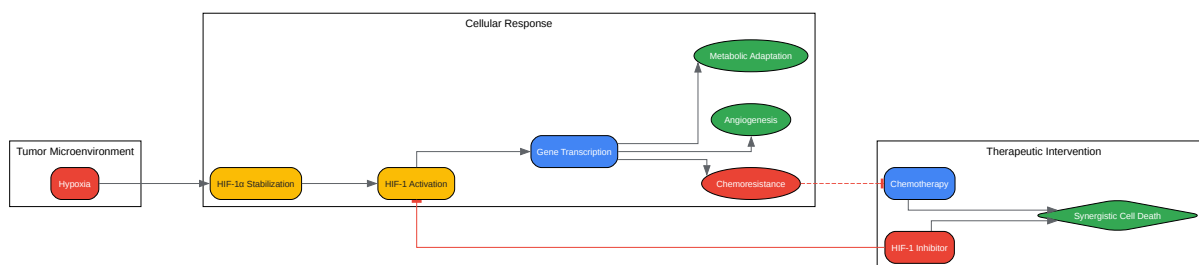 Cellular Response
Metabolic Adaptation
Angiogenesis
Tumor Microenvironment
Gene Transcription
Therapeutic Intervention
Hypoxia
HIF-1α Stabilization
HIF-1 Activation
Chemoresistance
Chemotherapy
Synergistic Cell Death
HIF-1 Inhibitor